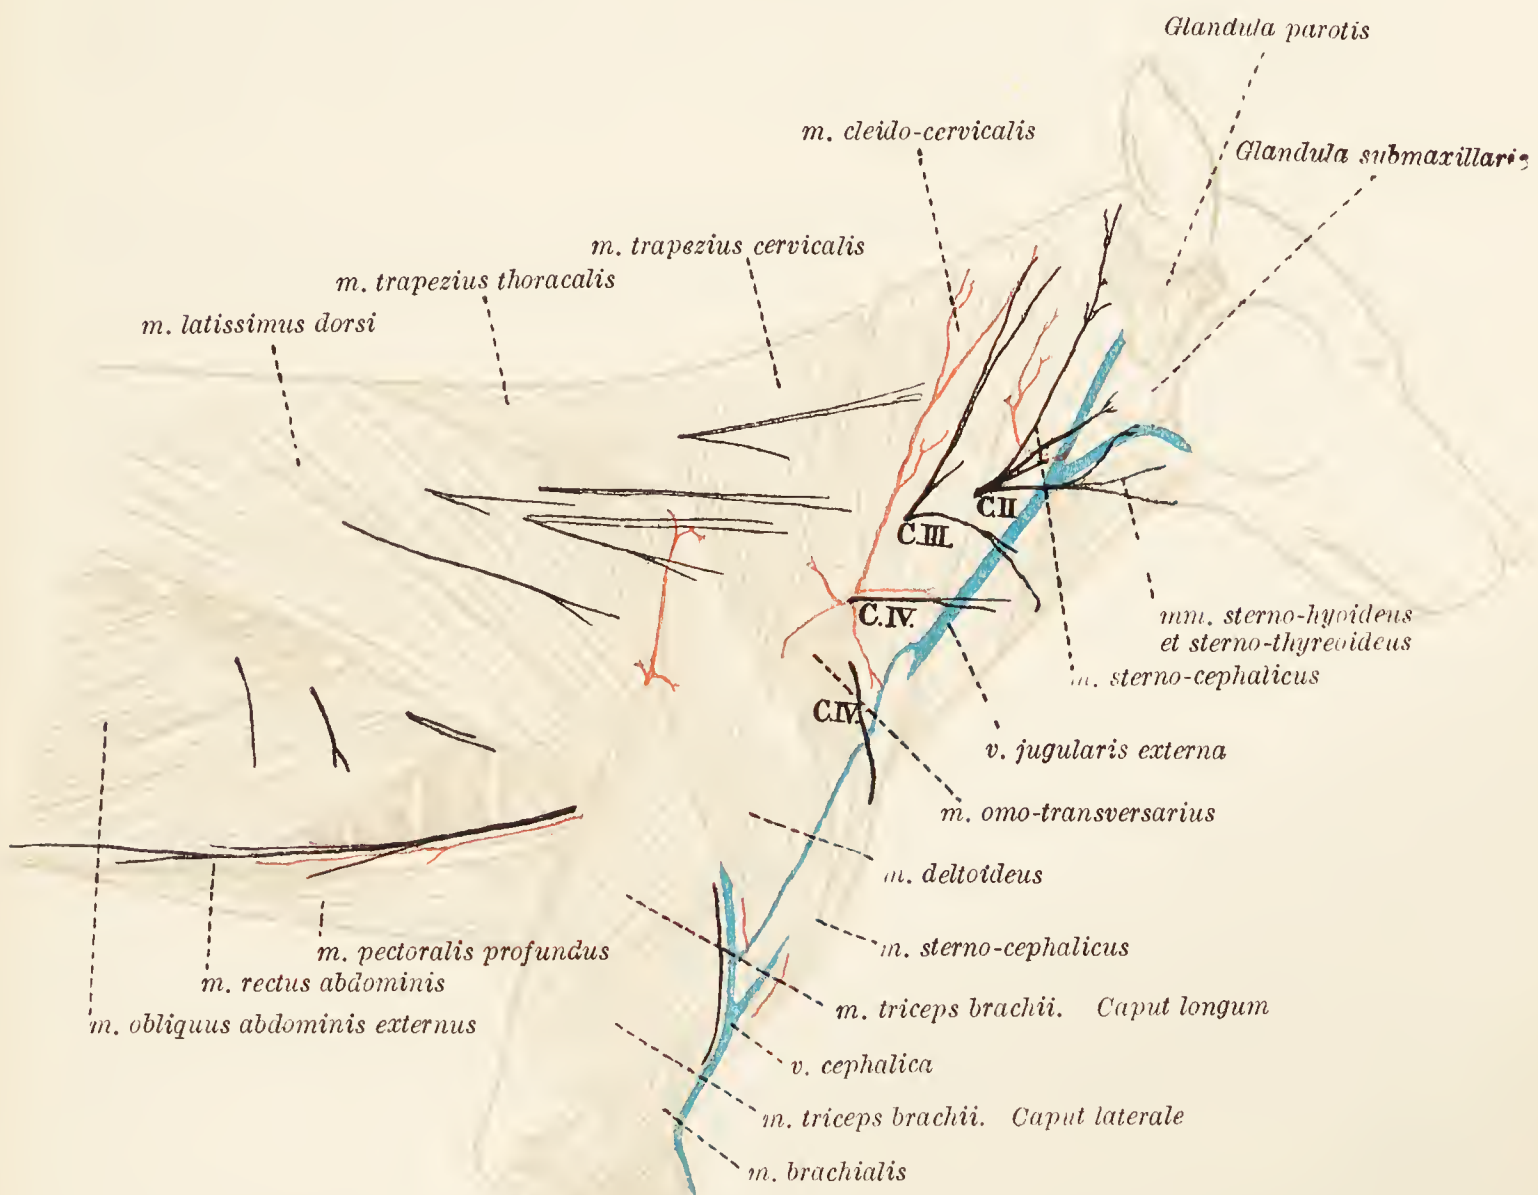 Glandula parotis
m. cleido-cervicalis
Glandula submaxillaris
m. trapezius cervicalis
m. trapezius thoracalis
m. latissimus dorsi
C.II
C.III.
C.IV.
mm. sterno-hyoideus
et sterno-thyreoideus
m. sterno-cephalicus
C.IV.
v. jugularis externa
m. omo-transversarius
m. deltoideus
m. sterno-cephalicus
m. pectoralis profundus
m. rectus abdominis
m. triceps brachii. Caput longum
m. obliquus abdominis externus
v. cephalica
m. triceps brachii. Caput laterale
m. brachialis